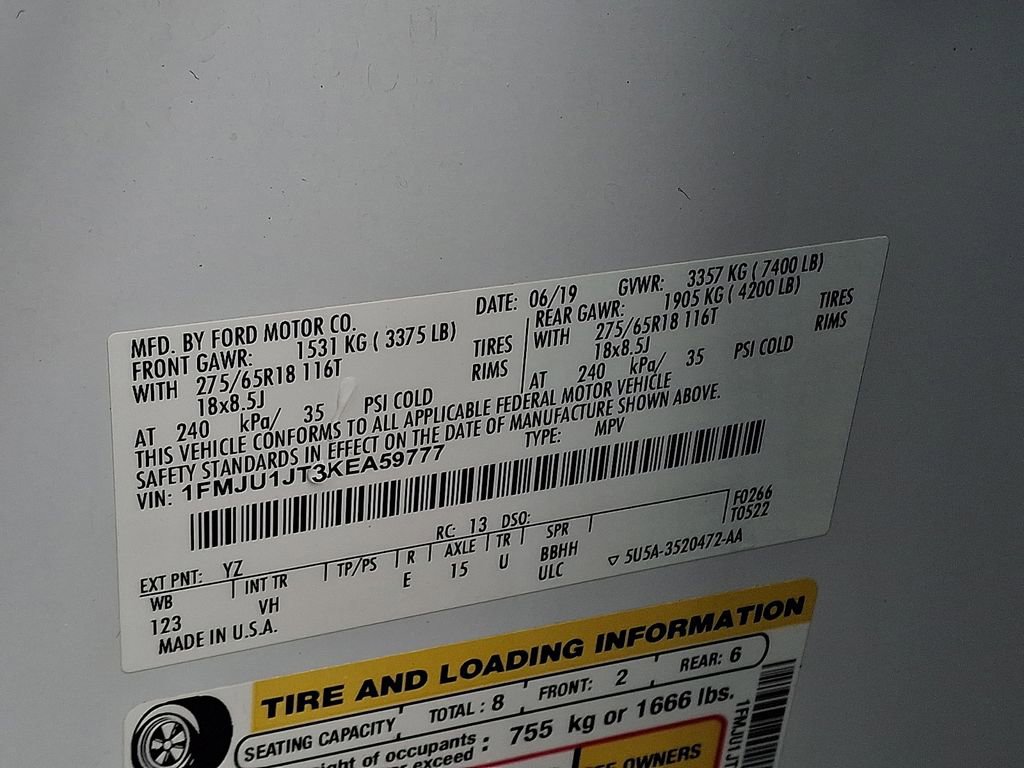 MFD. BY FORD MOTOR CO.
DATE: 06/19 GVWR: 3357 KG ( 7400 LB)
FRONT GAWR: 1531 KG ( 3375 LB)
WITH 275/65R18 116T TIRES
18x8.5J RIMS
AT 240 kPa/ 35 PSI COLD
REAR GAWR: 1905 KG ( 4200 LB)
WITH 275/65R18 116T TIRES
18x8.5J RIMS
AT 240 kPa/ 35 PSI COLD
THIS VEHICLE CONFORMS TO ALL APPLICABLE FEDERAL MOTOR VEHICLE
SAFETY STANDARDS IN EFFECT ON THE DATE OF MANUFACTURE SHOWN ABOVE.
VIN: 1FMJU1JT3KEA59777 TYPE: MPV
F0266
T0522
EXT PNT: YZ RC: 13 DSO:
WB INT TR TP/PS R AXLE TR SPR
123 VH E 15 U BBHH
ULC ▽ 5U5A-3520472-AA
MADE IN U.S.A.
TIRE AND LOADING INFORMATION
SEATING CAPACITY TOTAL : 8 FRONT: 2 REAR: 6
of occupants : 755 kg or 1666 lbs.
exceed
OWNERS
1FMJU1JT